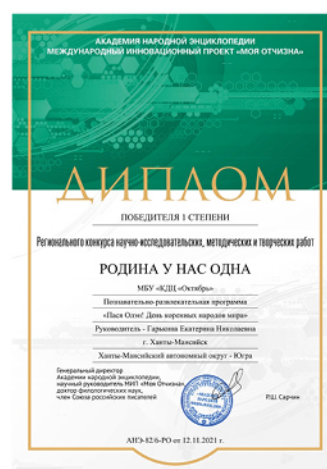 АКАДЕМИЯ НАРОДНОЙ ЭНЦИКЛОПЕДИИ
МЕЖДУНАРОДНЫЙ ИННОВАЦИОННЫЙ ПРОЕКТ «МОЯ ОТЧИЗНА»
ДИПЛОМ
ПОБЕДИТЕЛЯ 1 СТЕПЕНИ
Регионального конкурса научно-исследовательских, методических и творческих работ
РОДИНА У НАС ОДНА
МБУ «КДЦ «Октябрь»
Познавательно-развлекательная программа
«Пася Олэн! День коренных народов мира»
Руководитель - Гарькина Екатерина Николаевна
г. Ханты-Мансийск
Ханты-Мансийский автономный округ - Югра
Генеральный директор
Академии народной энциклопедии,
научный руководитель МИП «Моя Отчизна»,
доктор филологических наук,
член Союза российских писателей
Р.Ш. Сарчин
АНЭ-82/6-РО от 12.11.2021 г.